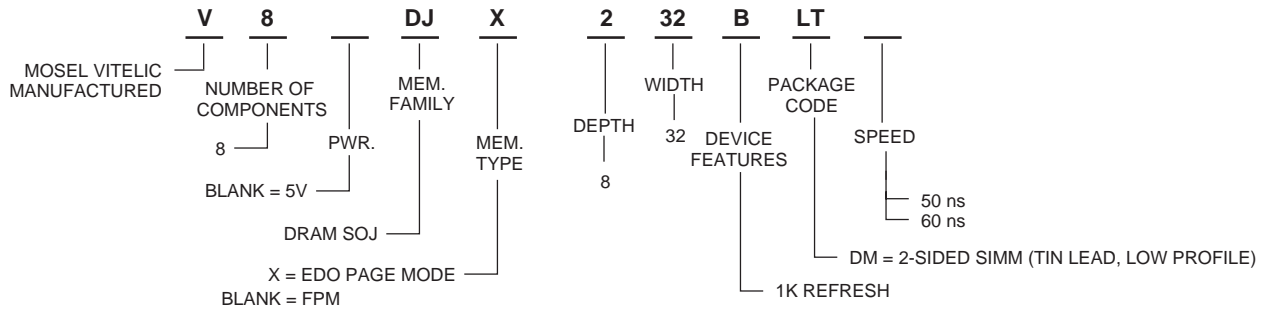 V 8 DJ X 2 32 B LT
MOSEL VITELIC
MANUFACTURED
NUMBER OF
COMPONENTS
8
PWR.
BLANK = 5V
MEM.
FAMILY
DRAM SOJ
MEM.
TYPE
X = EDO PAGE MODE
BLANK = FPM
DEPTH
8
WIDTH
32
DEVICE
FEATURES
1K REFRESH
PACKAGE
CODE
DM = 2-SIDED SIMM (TIN LEAD, LOW PROFILE)
SPEED
50 ns
60 ns